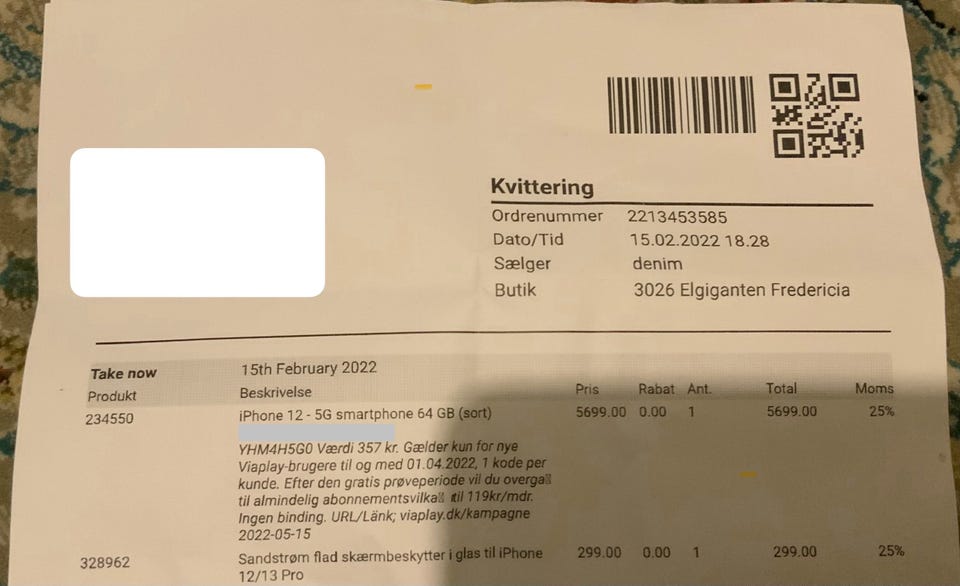 Kvittering
Ordrenummer 2213453585
Dato/Tid 15.02.2022 18.28
Sælger denim
Butik 3026 Elgiganten Fredericia
Take now 15th February 2022
Produkt Beskrivelse Pris Rabat Ant. Total Moms
234550 iPhone 12 - 5G smartphone 64 GB (sort) 5699.00 0.00 1 5699.00 25%
YHM4H5G0 Værdi 357 kr. Gælder kun for nye
Viaplay-brugere til og med 01.04.2022, 1 kode per
kunde. Efter den gratis prøveperiode vil du overga
til almindelig abonnementsvilka til 119kr/mdr.
Ingen binding. URL/Länk; viaplay.dk/kampagne
2022-05-15
328962 Sandstrøm flad skærmbeskytter i glas til iPhone 299.00 0.00 1 299.00 25%
12/13 Pro